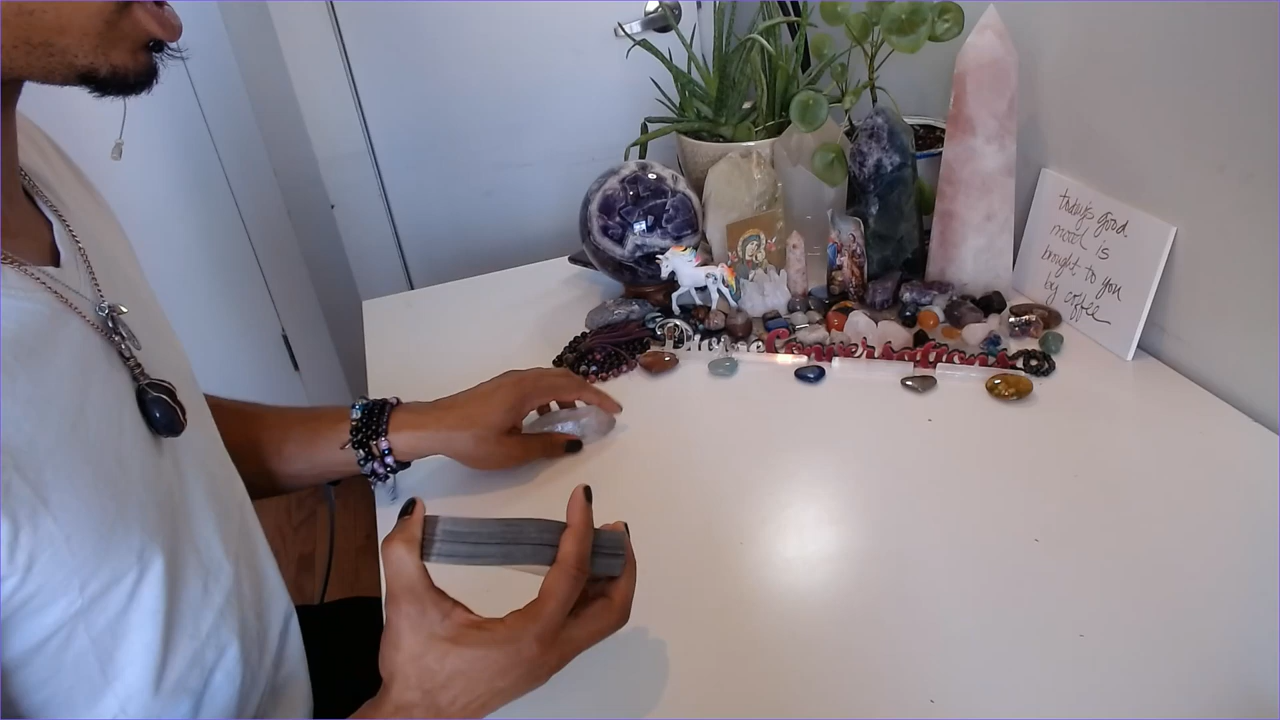 Divine Conversations
today's good
mood is
brought to you
by coffee